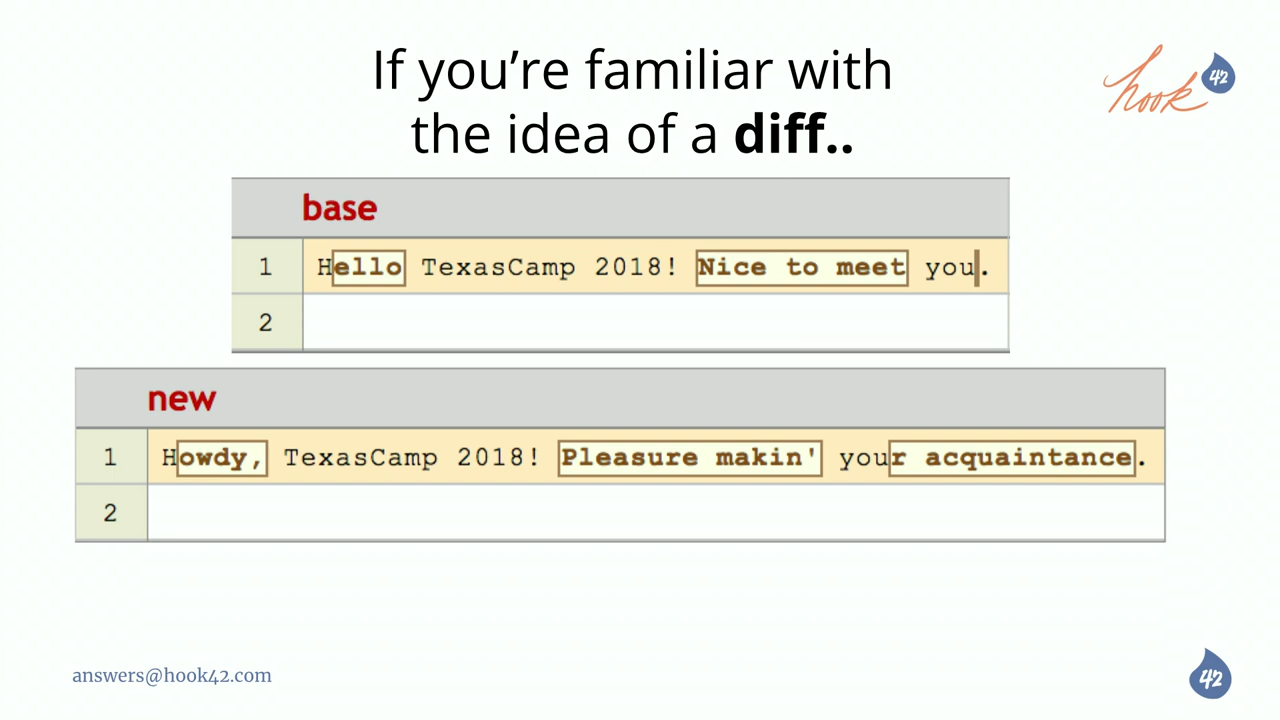 If you’re familiar with
the idea of a diff..
hook 42
base
1 Hello TexasCamp 2018! Nice to meet you.
2
new
1 Howdy, TexasCamp 2018! Pleasure makin' your acquaintance.
2
answers@hook42.com
42